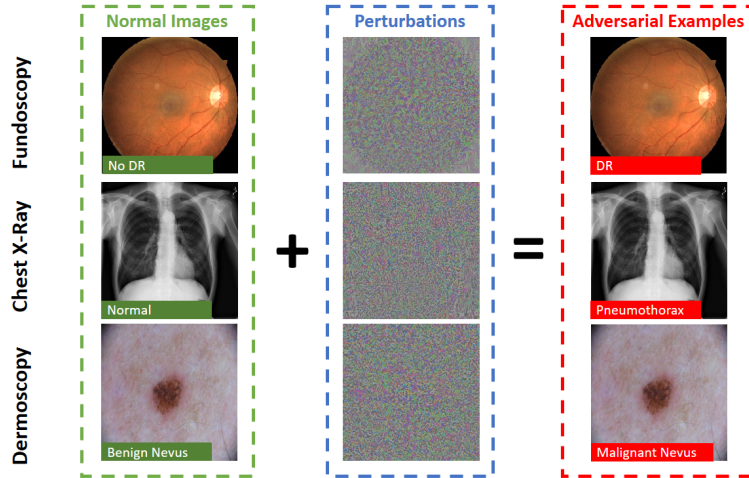 Normal Images
Perturbations
Adversarial Examples
Fundoscopy
No DR
DR
Chest X-Ray
Normal
+
=
Pneumothorax
Dermoscopy
Benign Nevus
Malignant Nevus